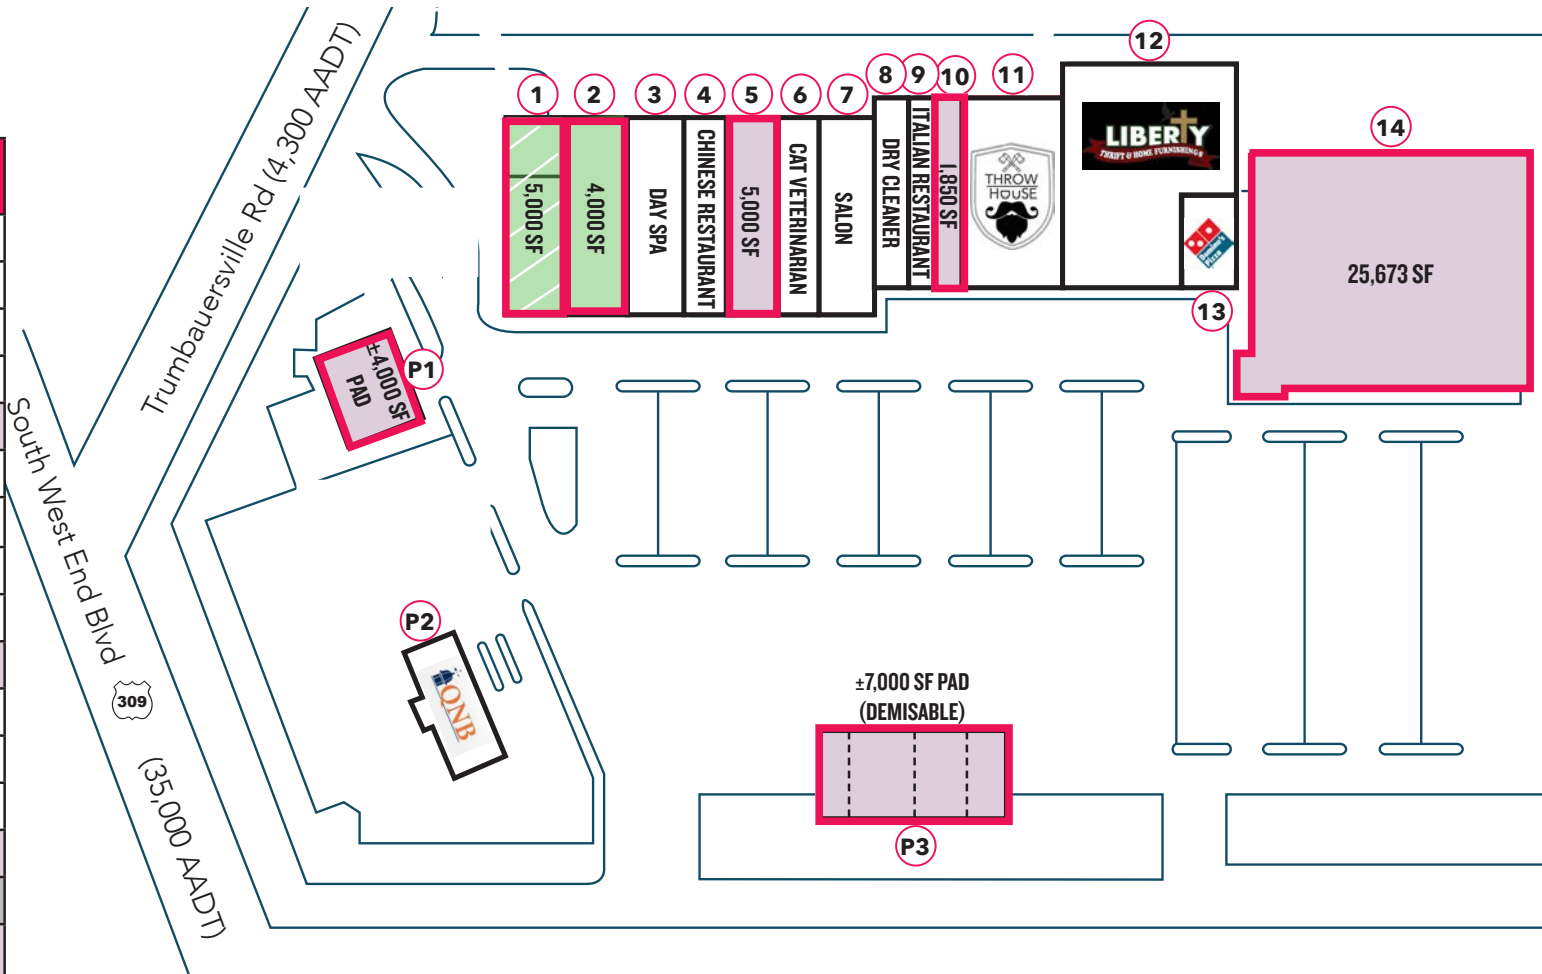 12
8
9
10
11
1
2
3
4
5
6
7
14
Trumbauersville Rd (4,300 AADT)
5,000 SF
4,000 SF
DAY SPA
CHINESE RESTAURANT
5,000 SF
CAT VETERINARIAN
SALON
DRY CLEANER
ITALIAN RESTAURANT
1,850 SF
THROW
HOUSE
LIBERTY
THRIFT & HOME FURNISHINGS
Domino's
Pizza
25,673 SF
13
P1
±4,000 SF
PAD
South West End Blvd
309
(35,000 AADT)
P2
QNB
±7,000 SF PAD
(DEMISABLE)
P3